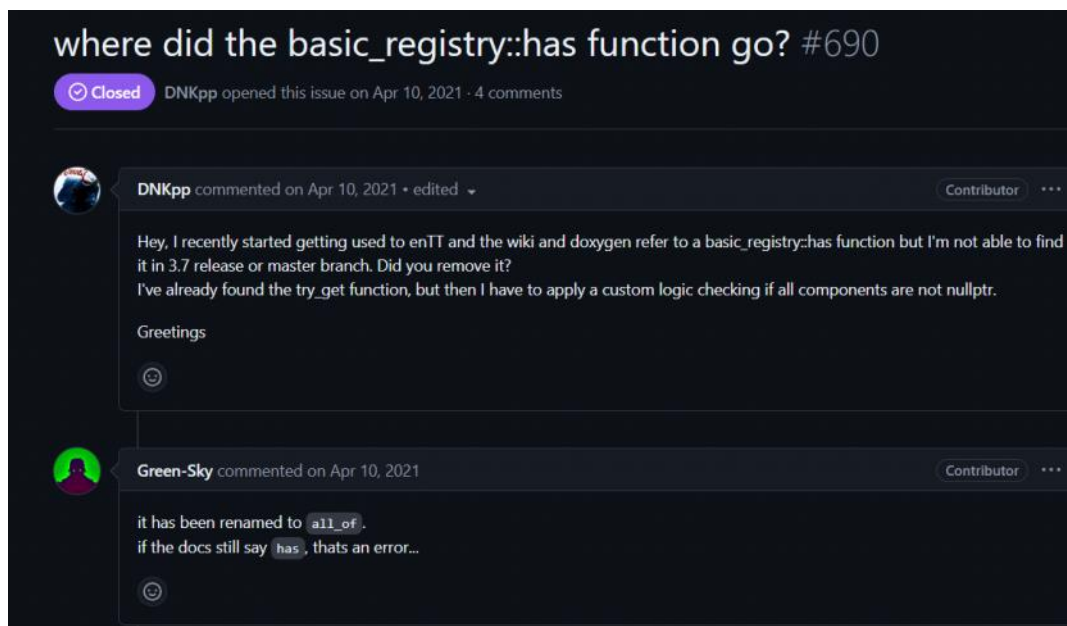 where did the basic_registry::has function go? #690
Closed DNKpp opened this issue on Apr 10, 2021 · 4 comments
DNKpp commented on Apr 10, 2021 • edited Contributor
Hey, I recently started getting used to enTT and the wiki and doxygen refer to a basic_registry::has function but I'm not able to find
it in 3.7 release or master branch. Did you remove it?
I've already found the try_get function, but then I have to apply a custom logic checking if all components are not nullptr.
Greetings
Green-Sky commented on Apr 10, 2021 Contributor
it has been renamed to all_of.
if the docs still say has, thats an error...